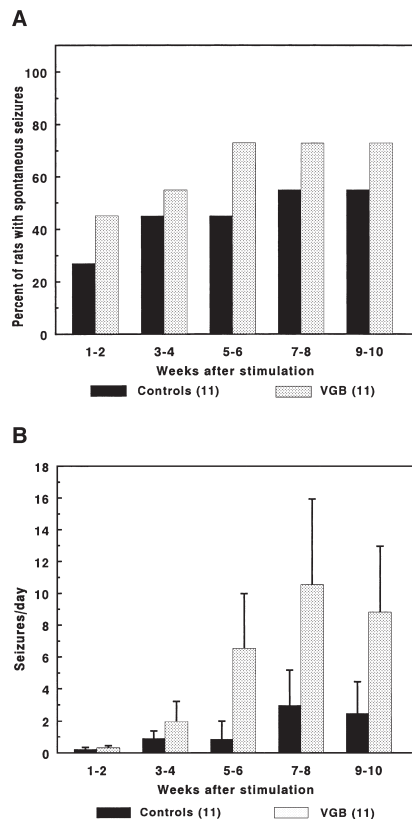 A
Percent of rats with spontaneous seizures
100
80
60
40
20
0
1-2 3-4 5-6 7-8 9-10
Weeks after stimulation
Controls (11) VGB (11)
B
Seizures/day
18
16
14
12
10
8
6
4
2
0
1-2 3-4 5-6 7-8 9-10
Weeks after stimulation
Controls (11) VGB (11)